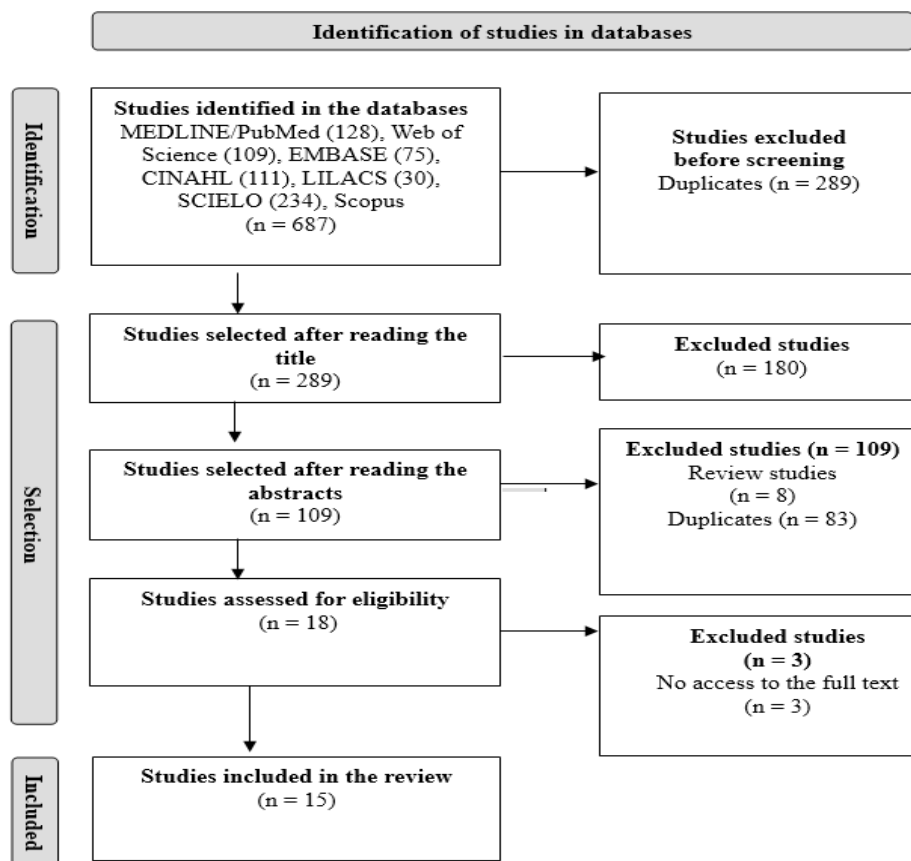 Identification of studies in databases
Identification
Studies identified in the databases
MEDLINE/PubMed (128), Web of
Science (109), EMBASE (75),
CINAHL (111), LILACS (30),
SCIELO (234), Scopus
(n = 687)
Studies excluded
before screening
Duplicates (n = 289)
Selection
Studies selected after reading the
title
(n = 289)
Excluded studies
(n = 180)
Studies selected after reading the
abstracts
(n = 109)
Excluded studies (n = 109)
Review studies
(n = 8)
Duplicates (n = 83)
Studies assessed for eligibility
(n = 18)
Excluded studies
(n = 3)
No access to the full text
(n = 3)
Included
Studies included in the review
(n = 15)